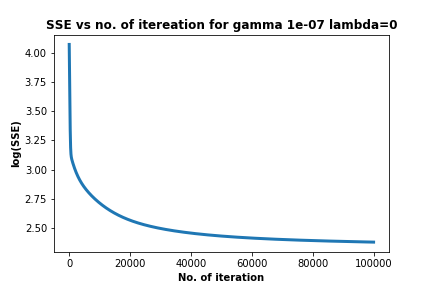 SSE vs no. of itereation for gamma 1e-07 lambda=0
4.00
3.75
3.50
3.25
3.00
2.75
2.50
log(SSE)
0 20000 40000 60000 80000 100000
No. of iteration